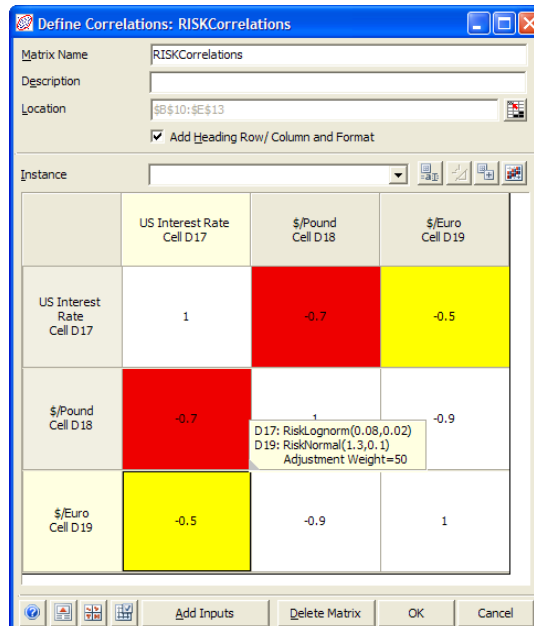 Define Correlations: RISKCorrelations
Matrix Name RISKCorrelations
Description
Location $B$10:$E$13
Add Heading Row/ Column and Format
Instance
US Interest Rate $/Pound $/Euro
Cell D17 Cell D18 Cell D19
US Interest
Rate
Cell D17
1 -0.7 -0.5
$/Pound
Cell D18
-0.7 1 -0.9
D17: RiskLognorm(0.08,0.02)
D19: RiskNormal(1.3,0.1)
Adjustment Weight=50
$/Euro
Cell D19
-0.5 -0.9 1
Add Inputs Delete Matrix OK Cancel